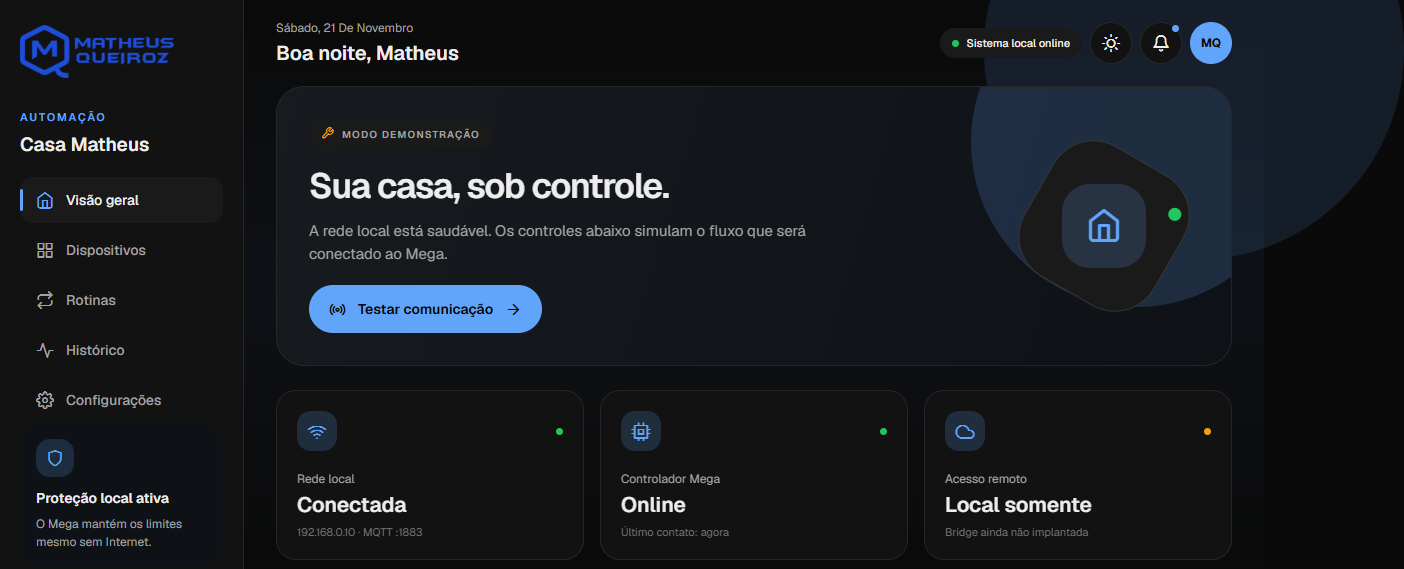 MATHEUS
QUEIROZ
AUTOMAÇÃO
Casa Matheus
Visão geral
Dispositivos
Rotinas
Histórico
Configurações
Proteção local ativa
O Mega mantém os limites
mesmo sem Internet.
Sábado, 21 De Novembro
Boa noite, Matheus
Sistema local online
MQ
MODO DEMONSTRAÇÃO
Sua casa, sob controle.
A rede local está saudável. Os controles abaixo simulam o fluxo que será
conectado ao Mega.
Testar comunicação
Rede local
Conectada
192.168.0.10 · MQTT :1883
Controlador Mega
Online
Último contato: agora
Acesso remoto
Local somente
Bridge ainda não implantada